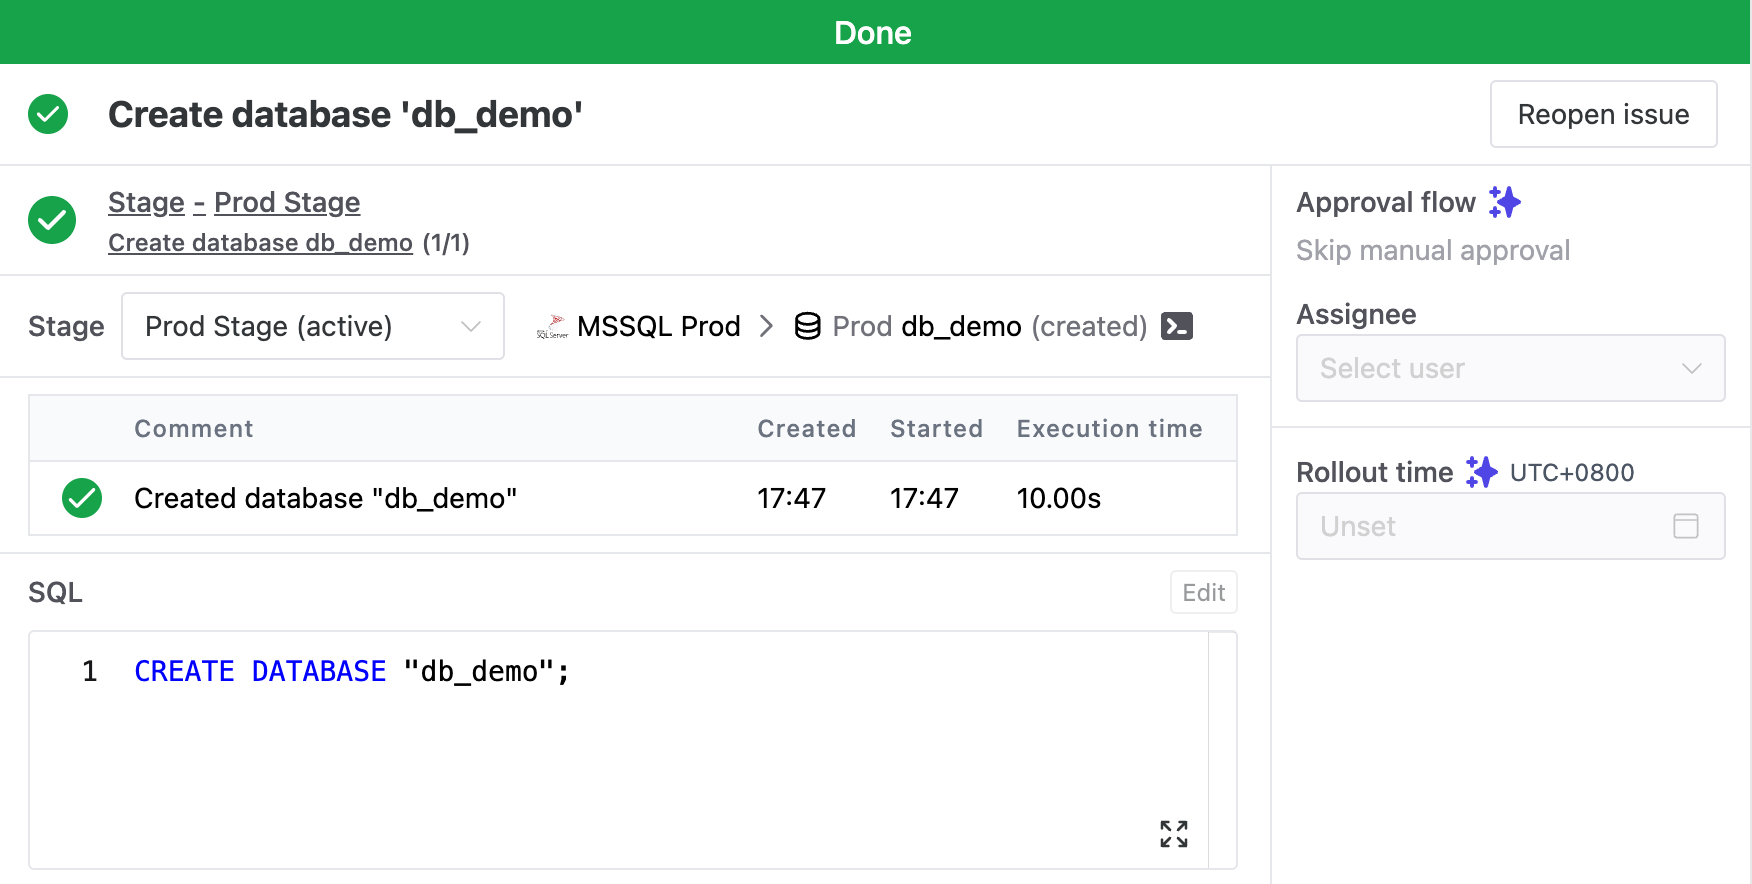 Done
Create database 'db_demo'
Reopen issue
Stage - Prod Stage
Create database db_demo (1/1)
Stage
Prod Stage (active)
SQL Server
MSSQL Prod
Prod db_demo (created)
Comment Created Started Execution time
Created database "db_demo" 17:47 17:47 10.00s
SQL
Edit
1 CREATE DATABASE "db_demo";
Approval flow
Skip manual approval
Assignee
Select user
Rollout time UTC+0800
Unset